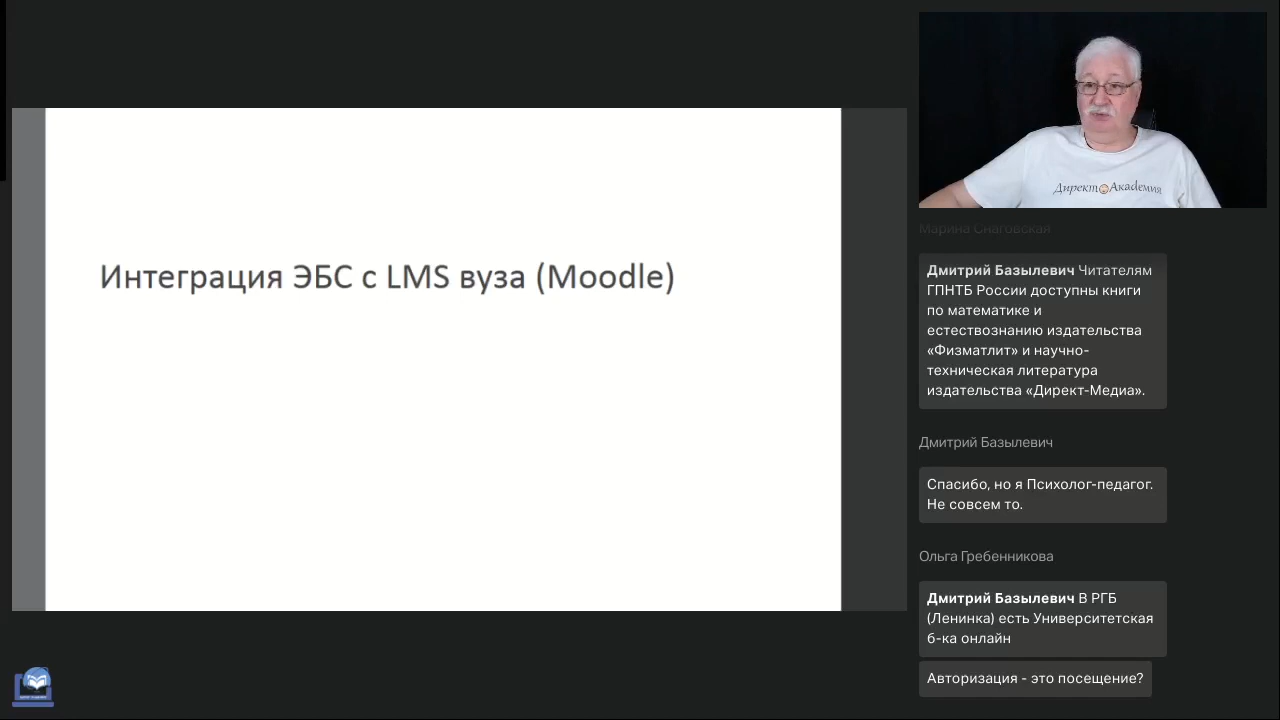 Интеграция ЭБС с LMS вуза (Moodle)
Директ Академия
Марина Снаговская
Дмитрий Базылевич Читателям
ГПНТБ России доступны книги
по математике и
естествознанию издательства
«Физматлит» и научно-
техническая литература
издательства «Директ-Медиа».
Дмитрий Базылевич
Спасибо, но я Психолог-педагог.
Не совсем то.
Ольга Гребенникова
Дмитрий Базылевич В РГБ
(Ленинка) есть Университетская
б-ка онлайн
Авторизация - это посещение?